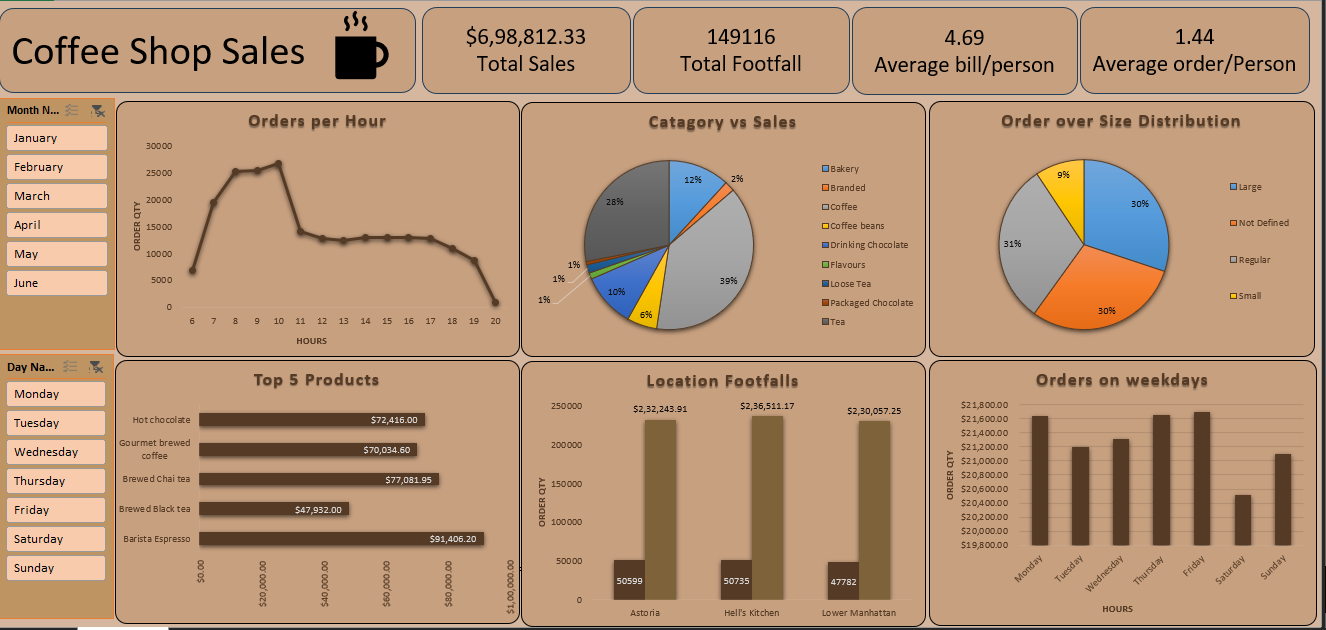 Coffee Shop Sales
$6,98,812.33
Total Sales
149116
Total Footfall
4.69
Average bill/person
1.44
Average order/Person
Month N...
January
February
March
April
May
June
Day Na...
Monday
Tuesday
Wednesday
Thursday
Friday
Saturday
Sunday
Orders per Hour
ORDER QTY
30000
25000
20000
15000
10000
5000
0
6 7 8 9 10 11 12 13 14 15 16 17 18 19 20
HOURS
Catagory vs Sales
12%
2%
39%
6%
10%
1%
1%
1%
28%
Bakery
Branded
Coffee
Coffee beans
Drinking Chocolate
Flavours
Loose Tea
Packaged Chocolate
Tea
Order over Size Distribution
30%
30%
31%
9%
Large
Not Defined
Regular
Small
Top 5 Products
Hot chocolate $72,416.00
Gourmet brewed
coffee $70,034.60
Brewed Chai tea $77,081.95
Brewed Black tea $47,932.00
Barista Espresso $91,406.20
$0.00 $20,000.00 $40,000.00 $60,000.00 $80,000.00 $1,00,000.00
Location Footfalls
ORDER QTY
250000
200000
150000
100000
50000
0
$2,32,243.91 $2,36,511.17 $2,30,057.25
50599 50735 47782
Astoria Hell's Kitchen Lower Manhattan
Orders on weekdays
ORDER QTY
$21,800.00
$21,600.00
$21,400.00
$21,200.00
$21,000.00
$20,800.00
$20,600.00
$20,400.00
$20,200.00
$20,000.00
$19,800.00
Monday Tuesday Wednesday Thursday Friday Saturday Sunday
HOURS